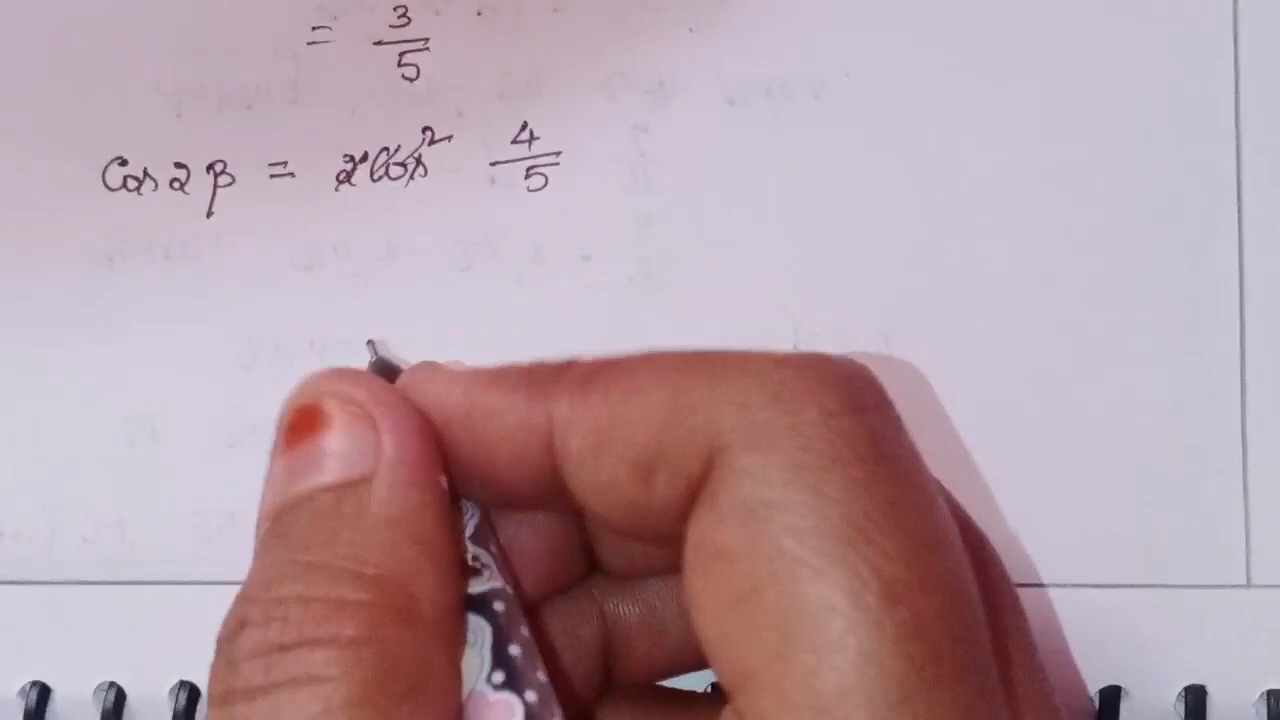 = 3/5
Cos 2β = 2Cos² 4/5